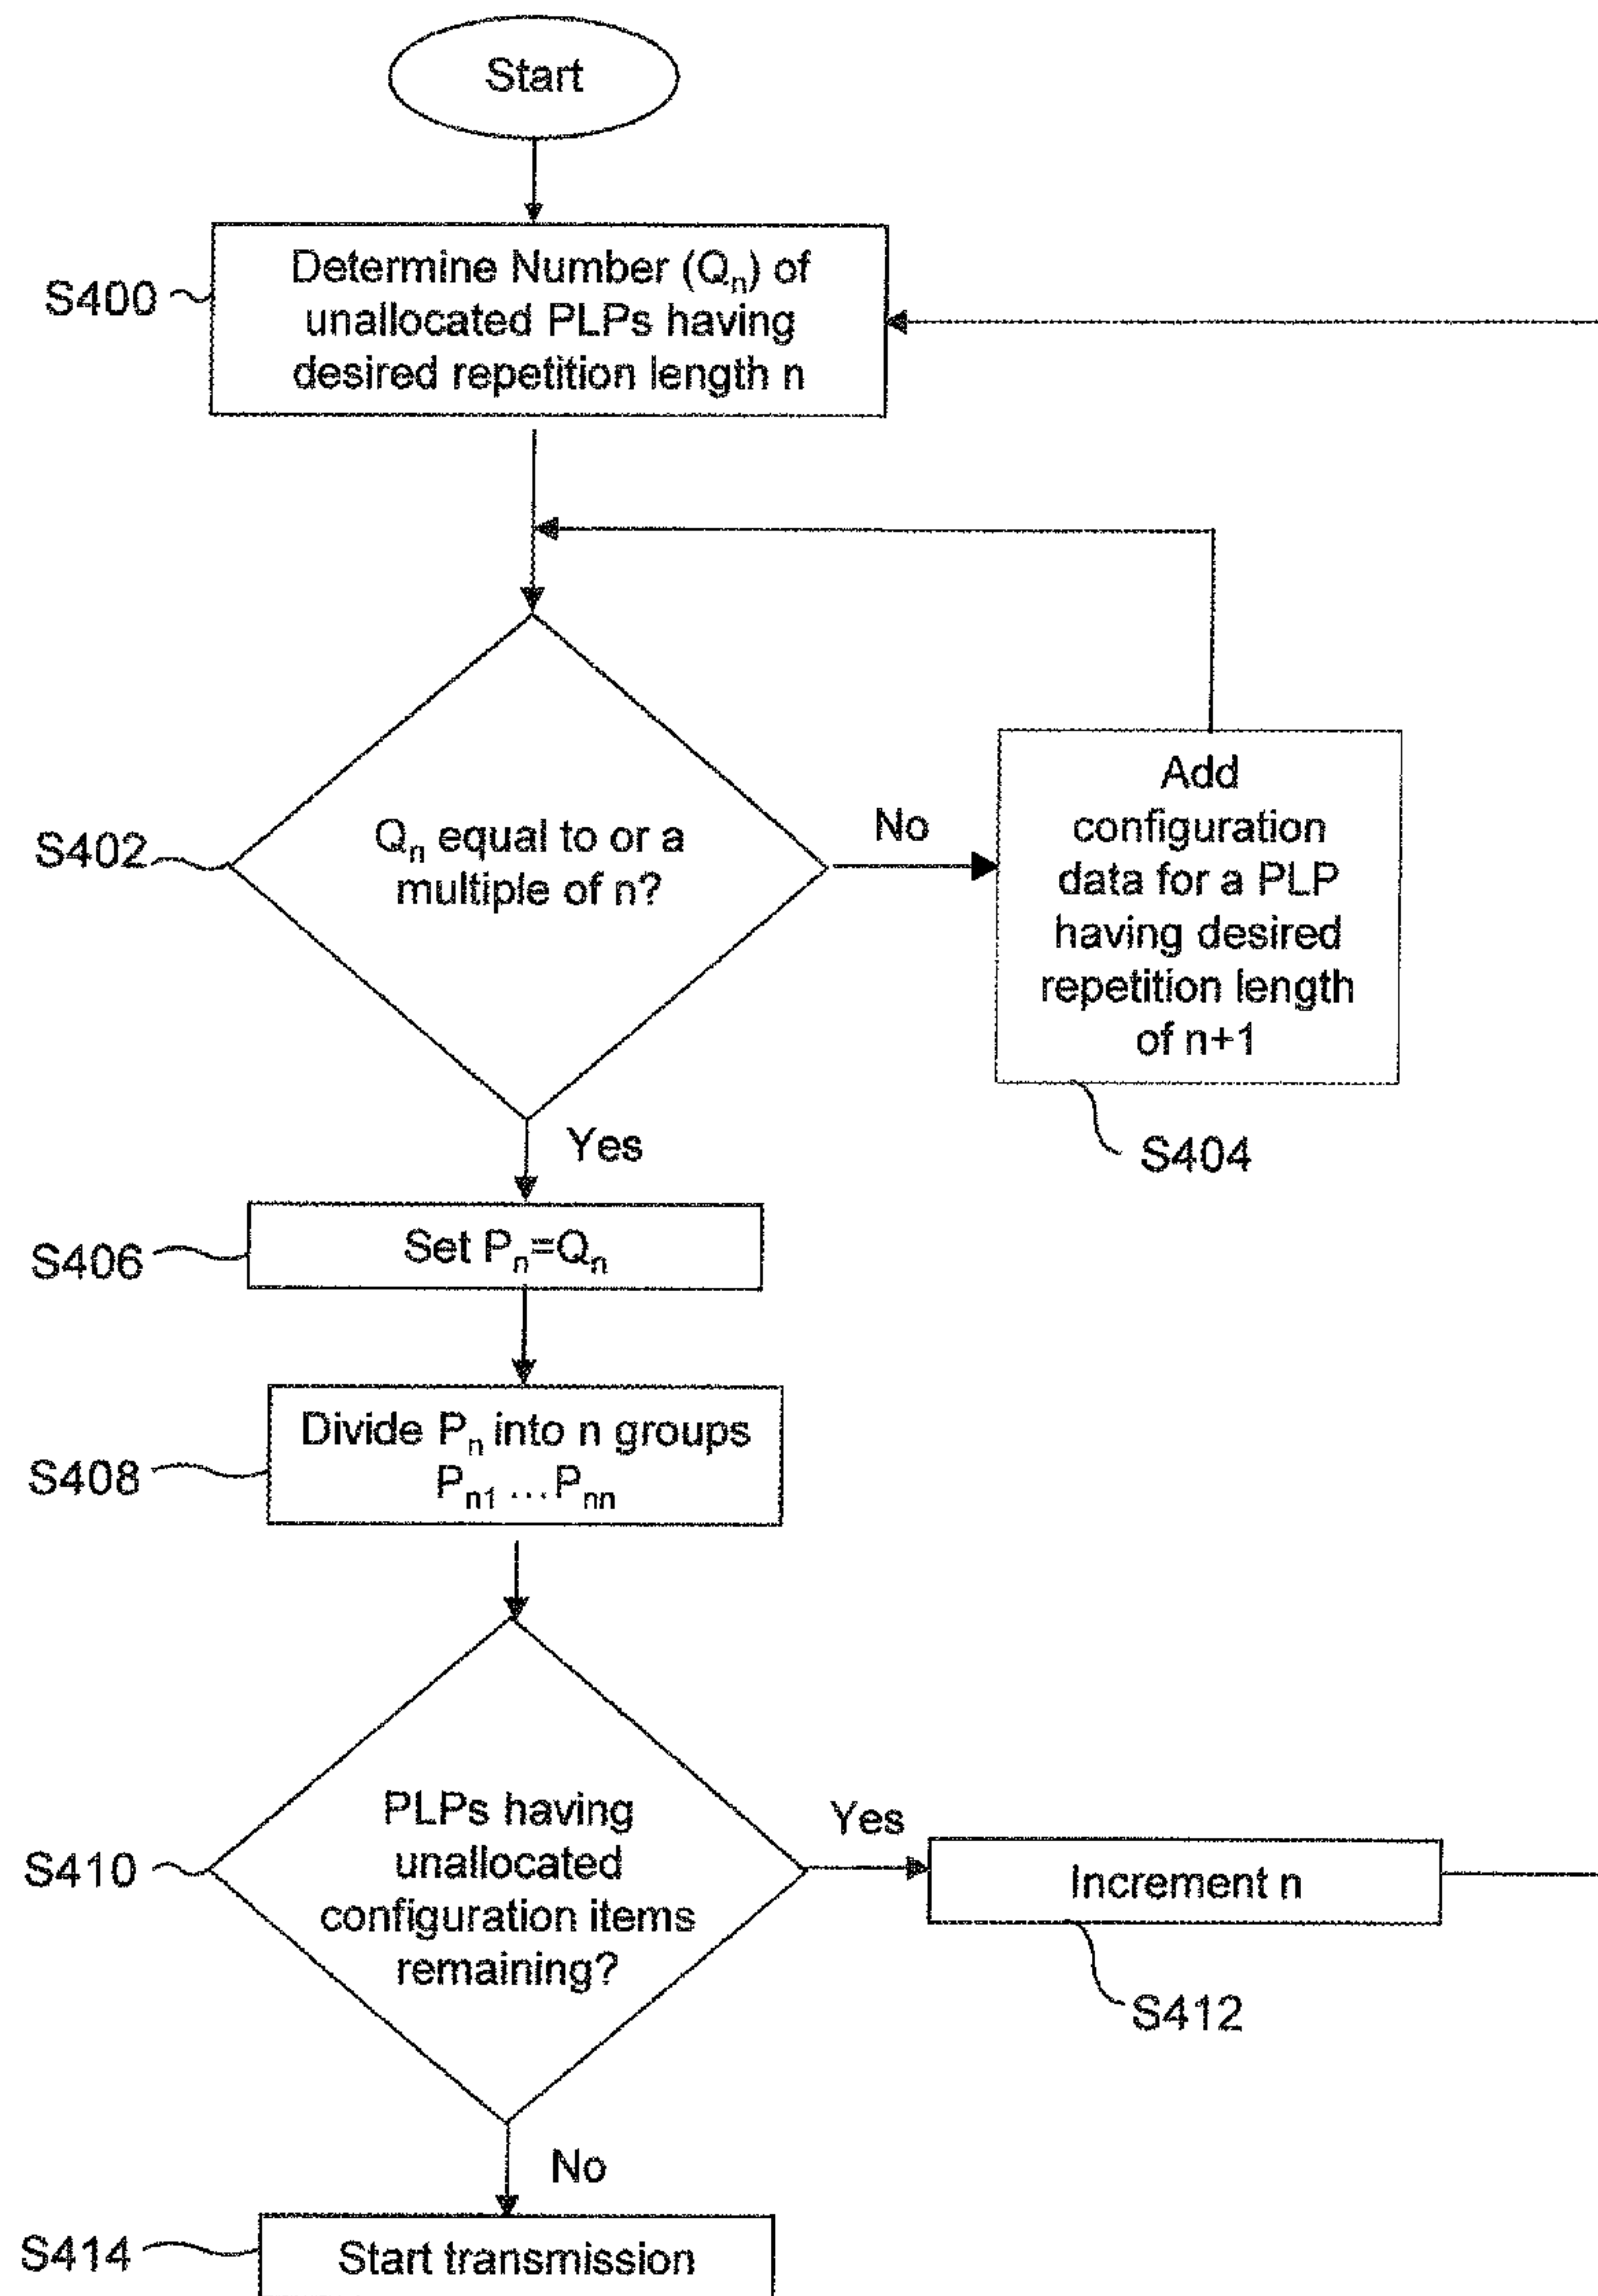 Start
S400
Determine Number (Qn) of
unallocated PLPs having
desired repetition length n
S402
Qn equal to or a
multiple of n?
No
Add
configuration
data for a PLP
having desired
repetition length
of n+1
S404
Yes
S406
Set Pn=Qn
S408
Divide Pn into n groups
Pn1 ...Pnn
S410
PLPs having
unallocated
configuration items
remaining?
Yes
Increment n
S412
No
S414
Start transmission